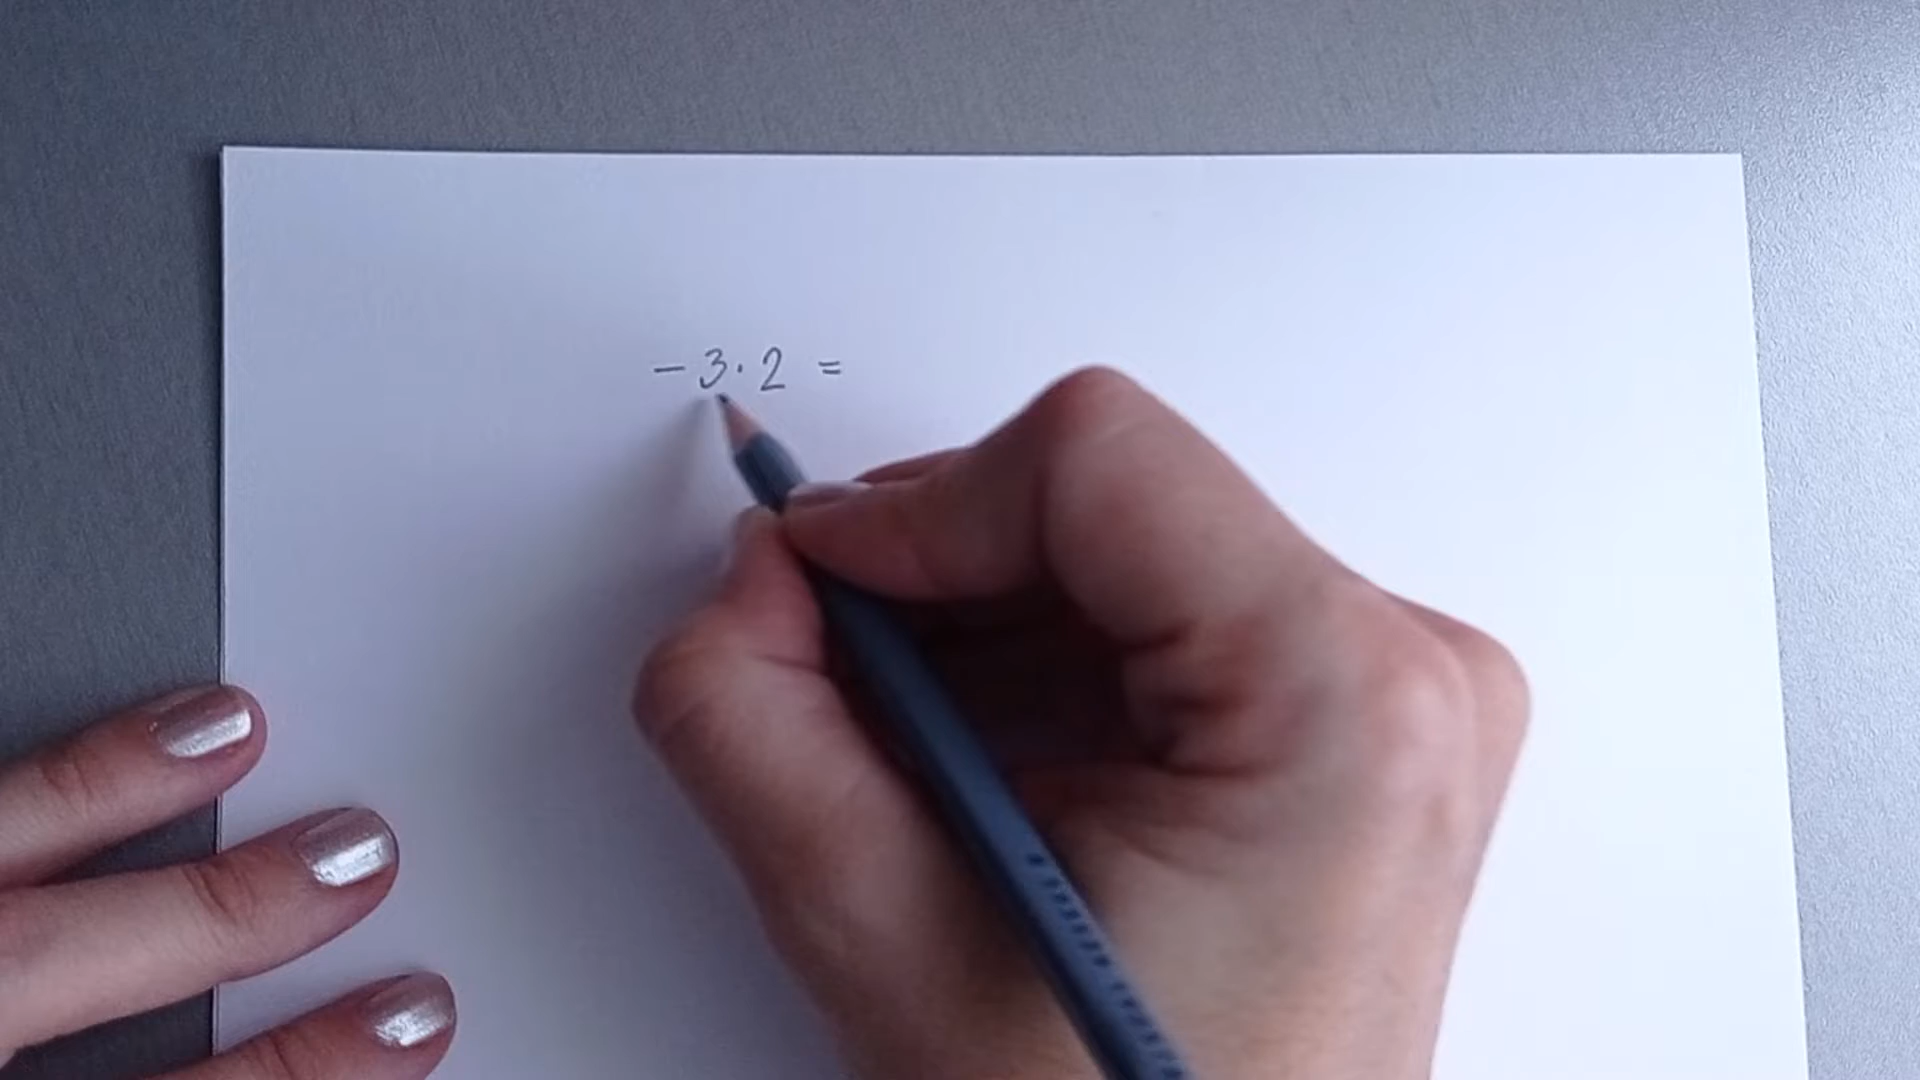 - 3 · 2 =